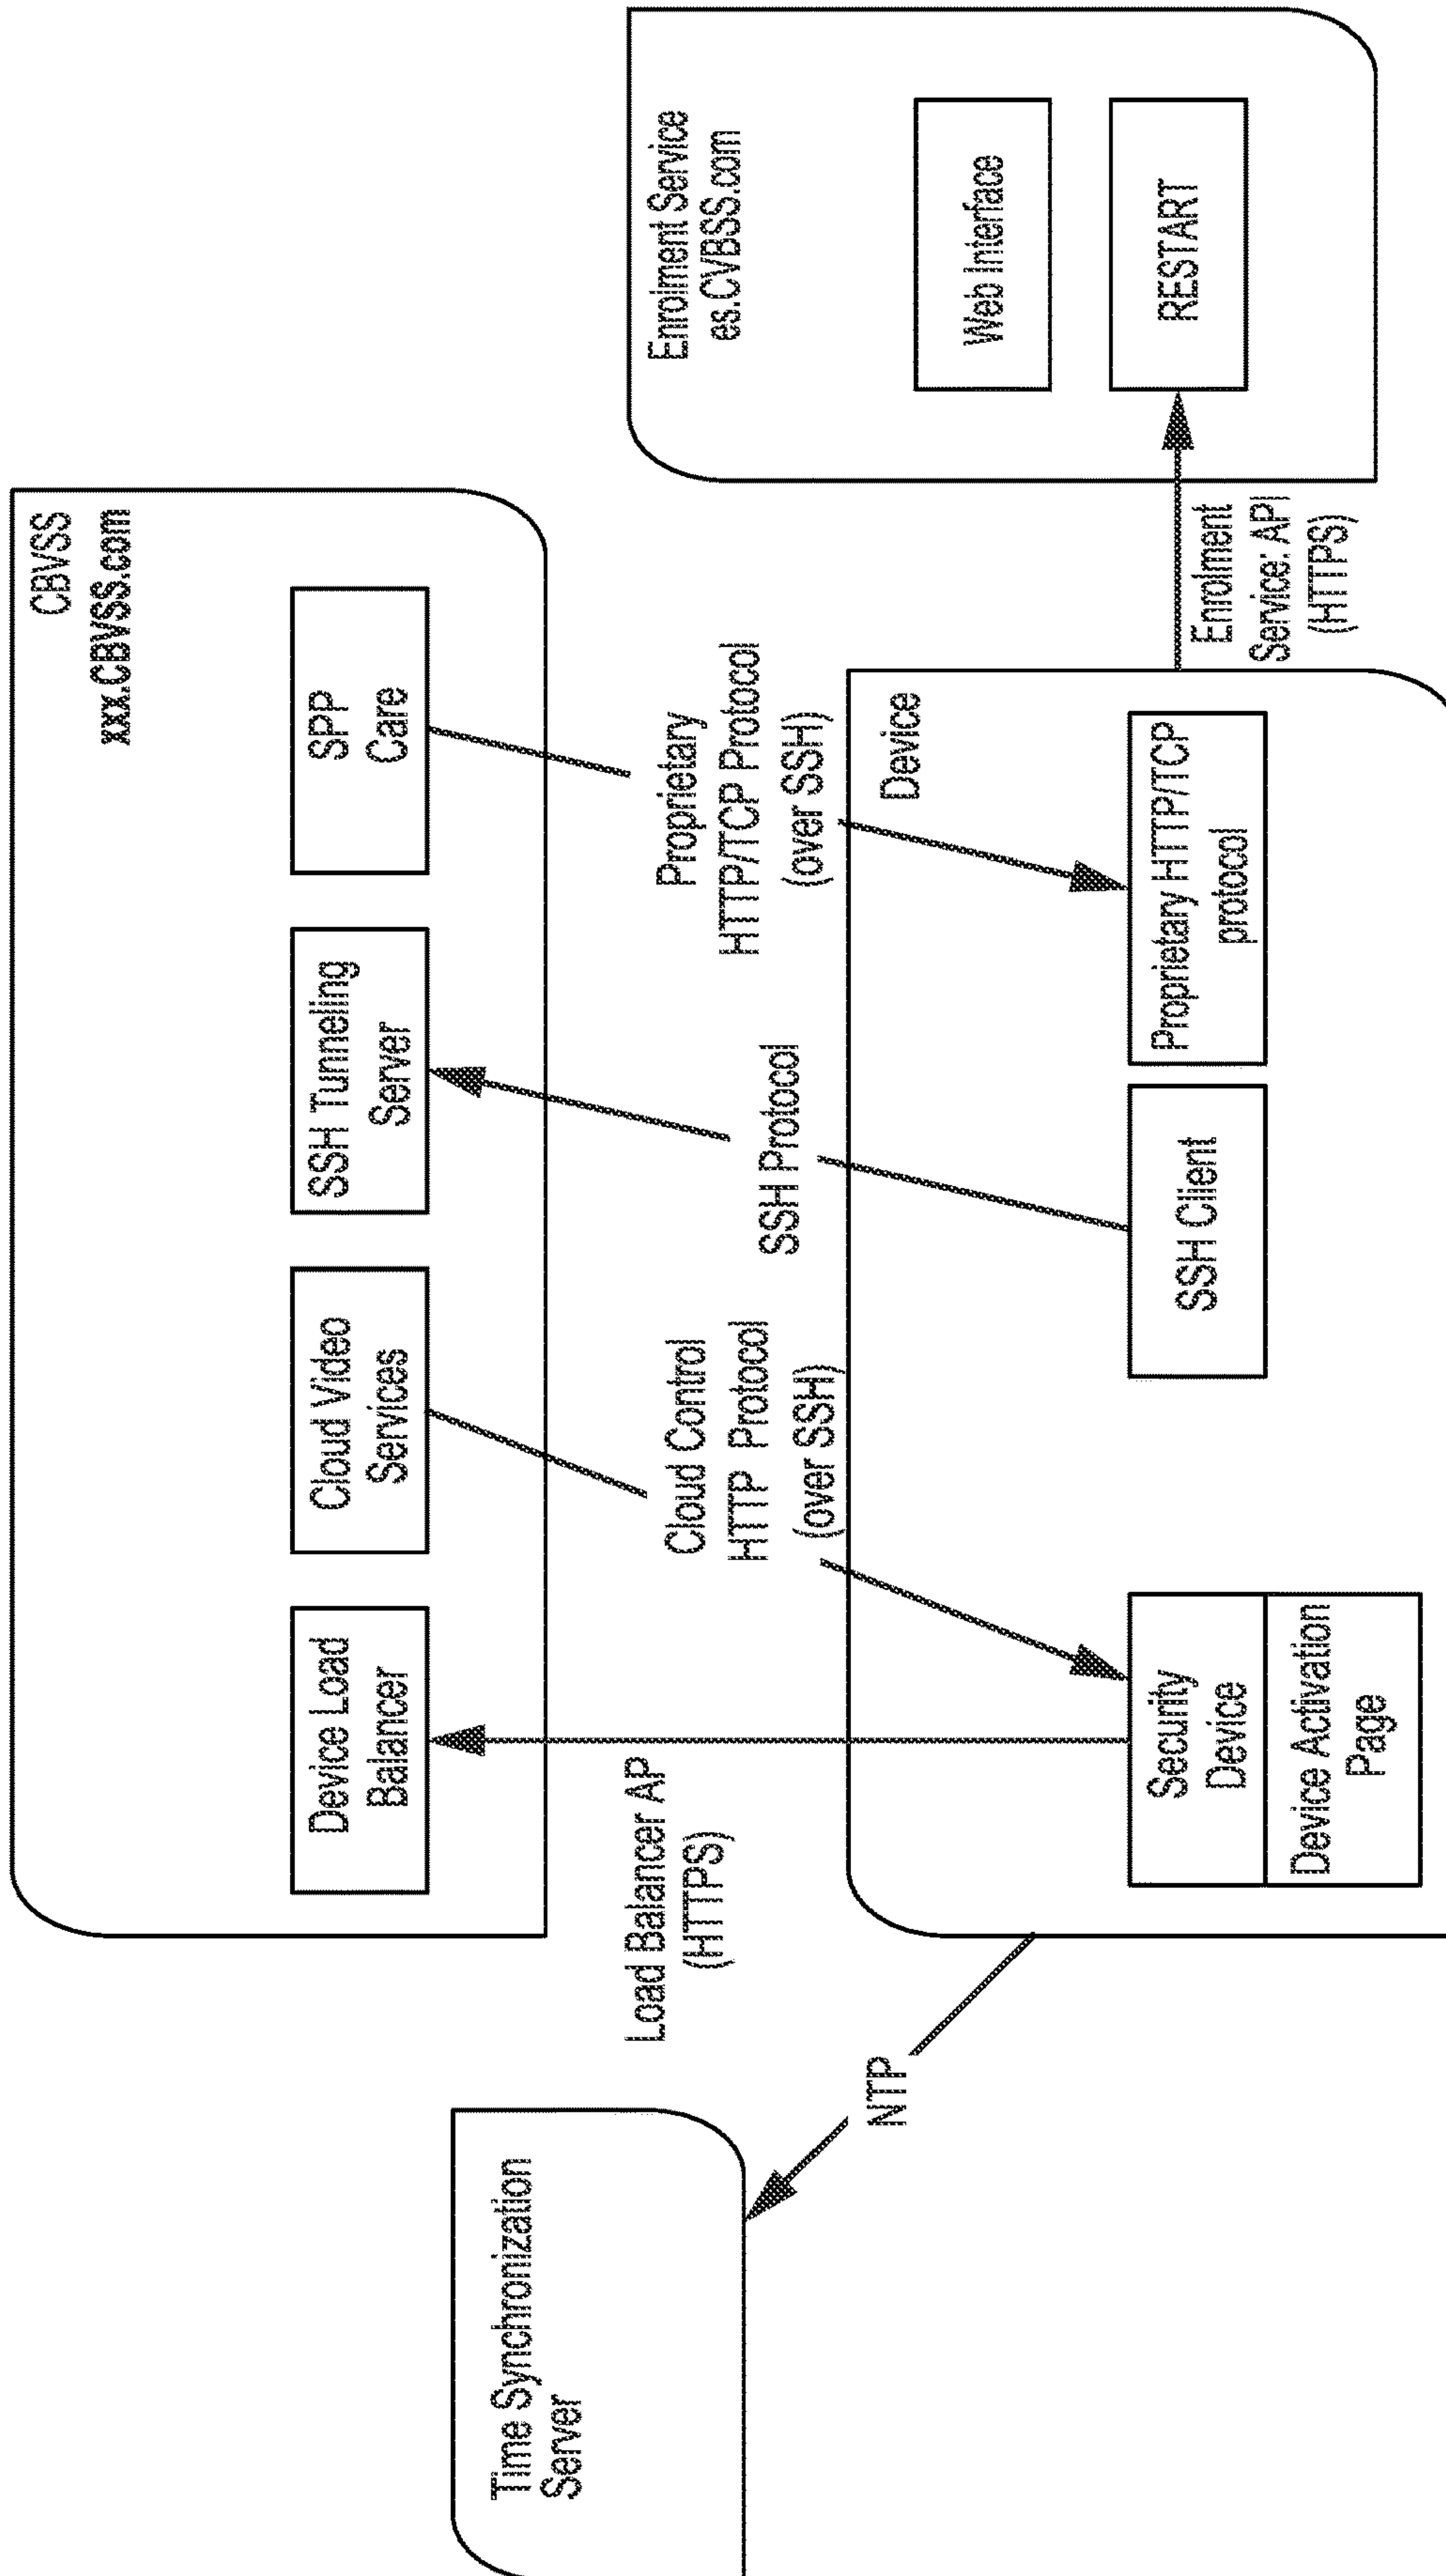 CBVSS
xxx.CBVSS.com
Device Load
Balancer
Cloud Video
Services
SSH Tunneling
Server
SPP
Care
Time Synchronization
Server
Load Balancer AP
(HTTPS)
Cloud Control
HTTP Protocol
(over SSH)
SSH Protocol
Proprietary
HTTP/TCP Protocol
(over SSH)
Enrolment Service
es.CVBSS.com
Web Interface
RESTART
NTP
Device
Security
Device
Device Activation
Page
SSH Client
Proprietary HTTP/TCP
protocol
Enrolment
Service: API
(HTTPS)